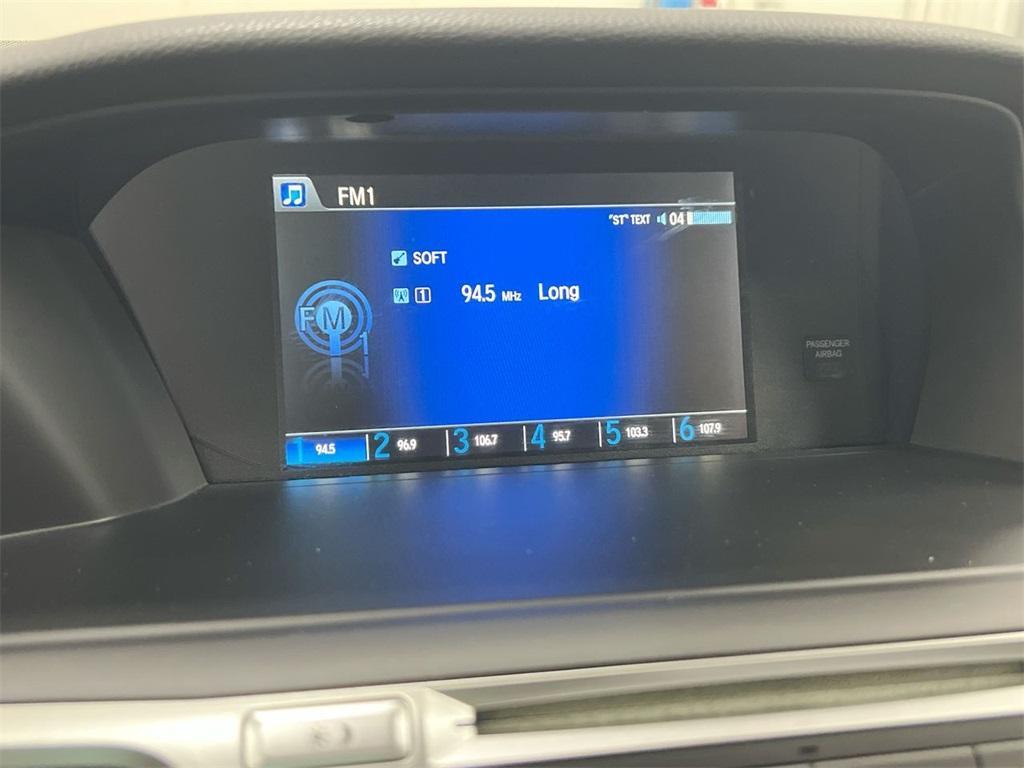 FM1
"ST" TEXT 04
SOFT
1 94.5 MHz Long
FM
1
PASSENGER
AIRBAG
1 94.5 2 96.9 3 106.7 4 95.7 5 103.3 6 107.9